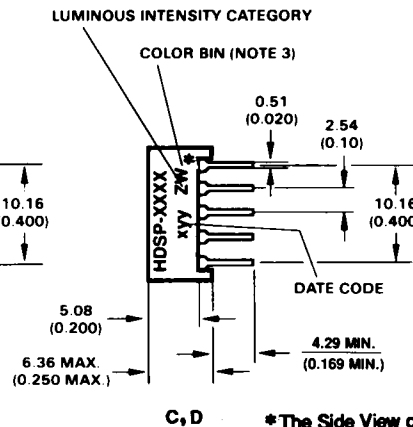 LUMINOUS INTENSITY CATEGORY
COLOR BIN (NOTE 3)
0.51
(0.020)
2.54
(0.10)
10.16
0.400)
HDSP-XXXX
xyy ZW
*
10.16
(0.400
DATE CODE
5.08
(0.200)
4.29 MIN.
(0.169 MIN.)
6.36 MAX.
(0.250 MAX.)
C, D
*The Side View